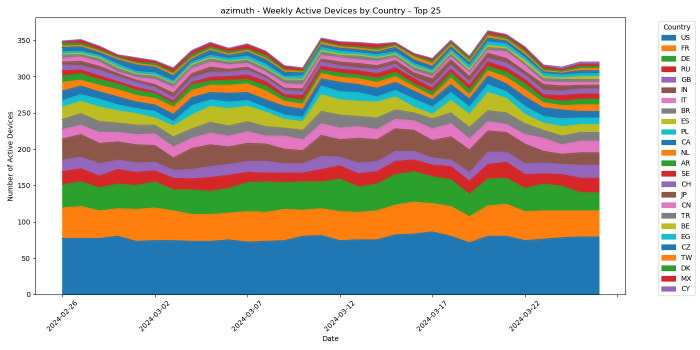 azimuth - Weekly Active Devices by Country - Top 25
Number of Active Devices
350
300
250
200
150
100
50
0
2024-02-26
2024-03-02
2024-03-07
2024-03-12
2024-03-17
2024-03-22
Date
Country
US
FR
DE
RU
GB
IN
IT
BR
ES
PL
CA
NL
AR
SE
CH
JP
CN
TR
BE
EG
CZ
TW
DK
MX
CY